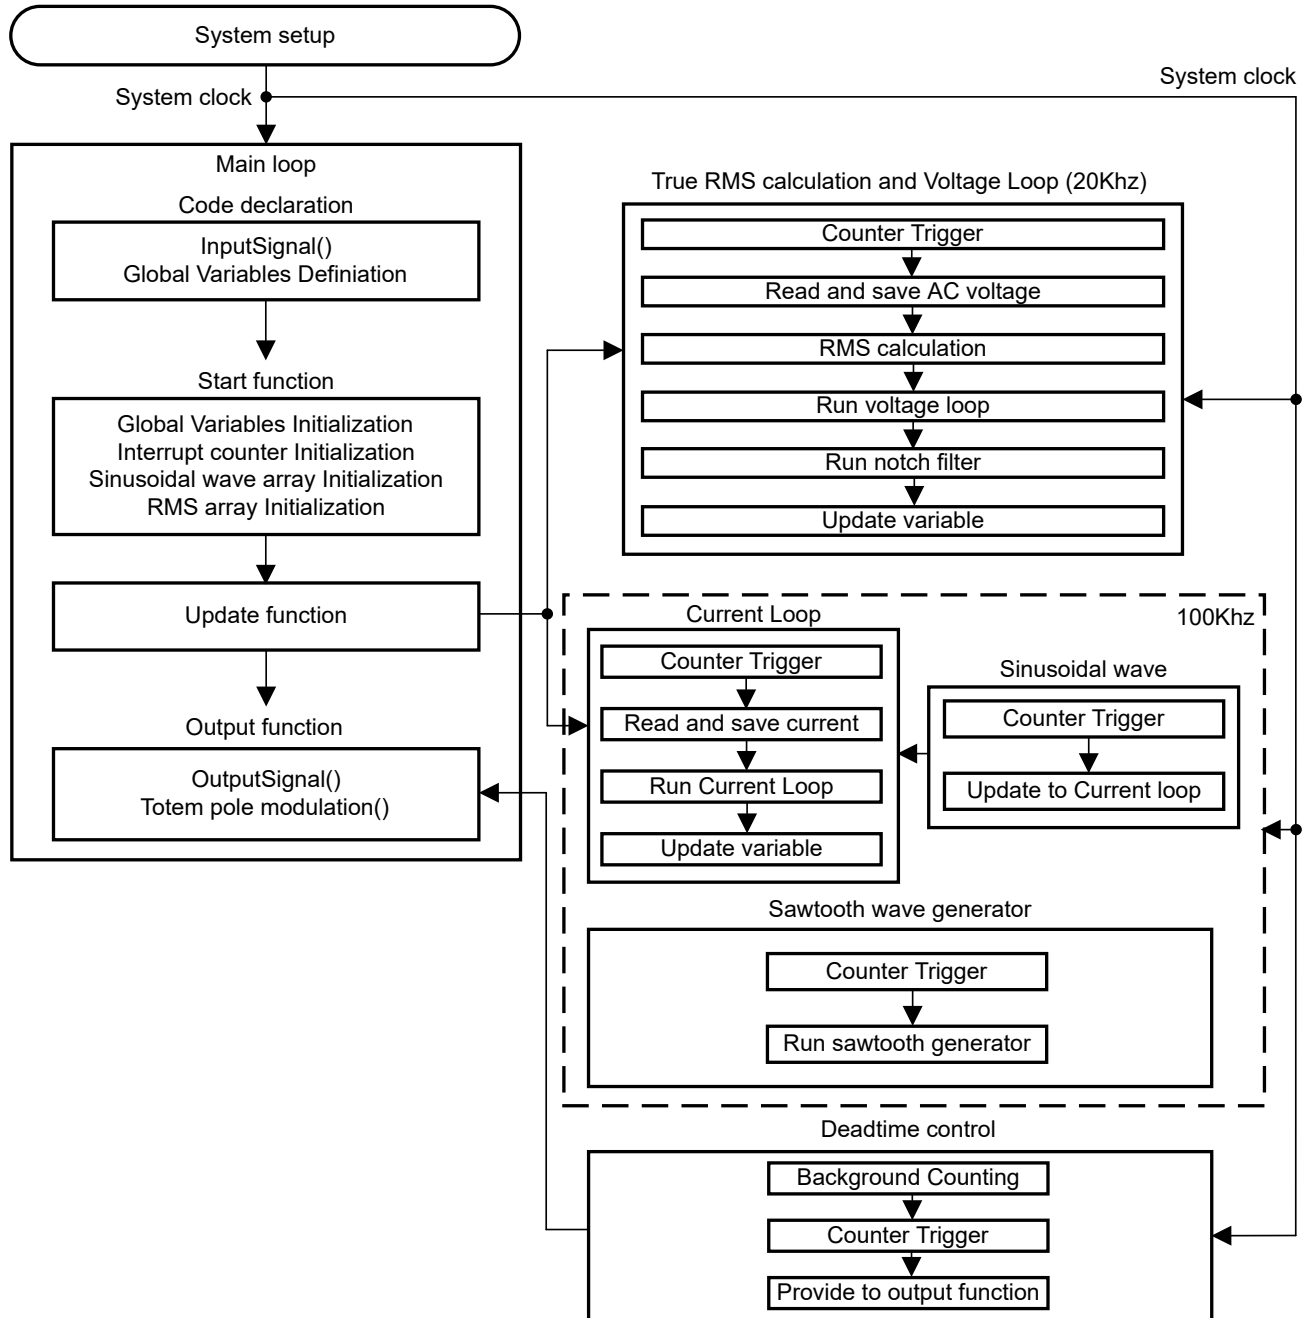 System setup
System clock
System clock
Main loop
Code declaration
InputSignal()
Global Variables Definiation
Start function
Global Variables Initialization
Interrupt counter Initialization
Sinusoidal wave array Initialization
RMS array Initialization
Update function
Output function
OutputSignal()
Totem pole modulation()
True RMS calculation and Voltage Loop (20Khz)
Counter Trigger
Read and save AC voltage
RMS calculation
Run voltage loop
Run notch filter
Update variable
100Khz
Current Loop
Counter Trigger
Read and save current
Run Current Loop
Update variable
Sinusoidal wave
Counter Trigger
Update to Current loop
Sawtooth wave generator
Counter Trigger
Run sawtooth generator
Deadtime control
Background Counting
Counter Trigger
Provide to output function